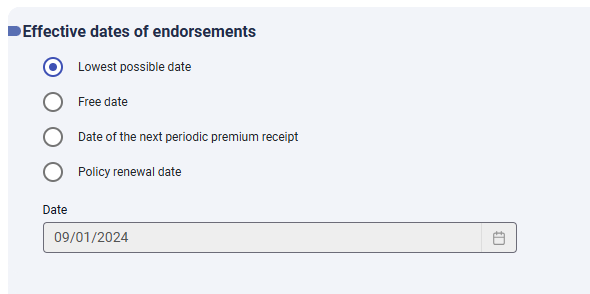 Effective dates of endorsements
Lowest possible date
Free date
Date of the next periodic premium receipt
Policy renewal date
Date
09/01/2024